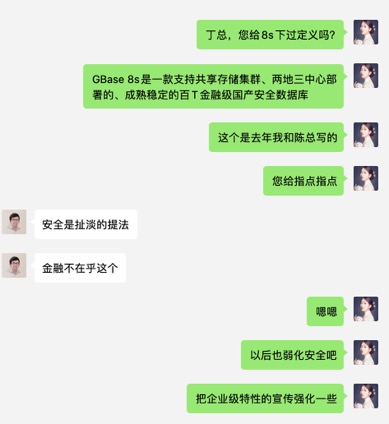 丁总，您给8s下过定义吗?
GBase 8s是一款支持共享存储集群、两地三中心部
署的、成熟稳定的百T金融级国产安全数据库
这个是去年我和陈总写的
您给指点指点
安全是扯淡的提法
金融不在乎这个
嗯嗯
以后也弱化安全吧
把企业级特性的宣传强化一些